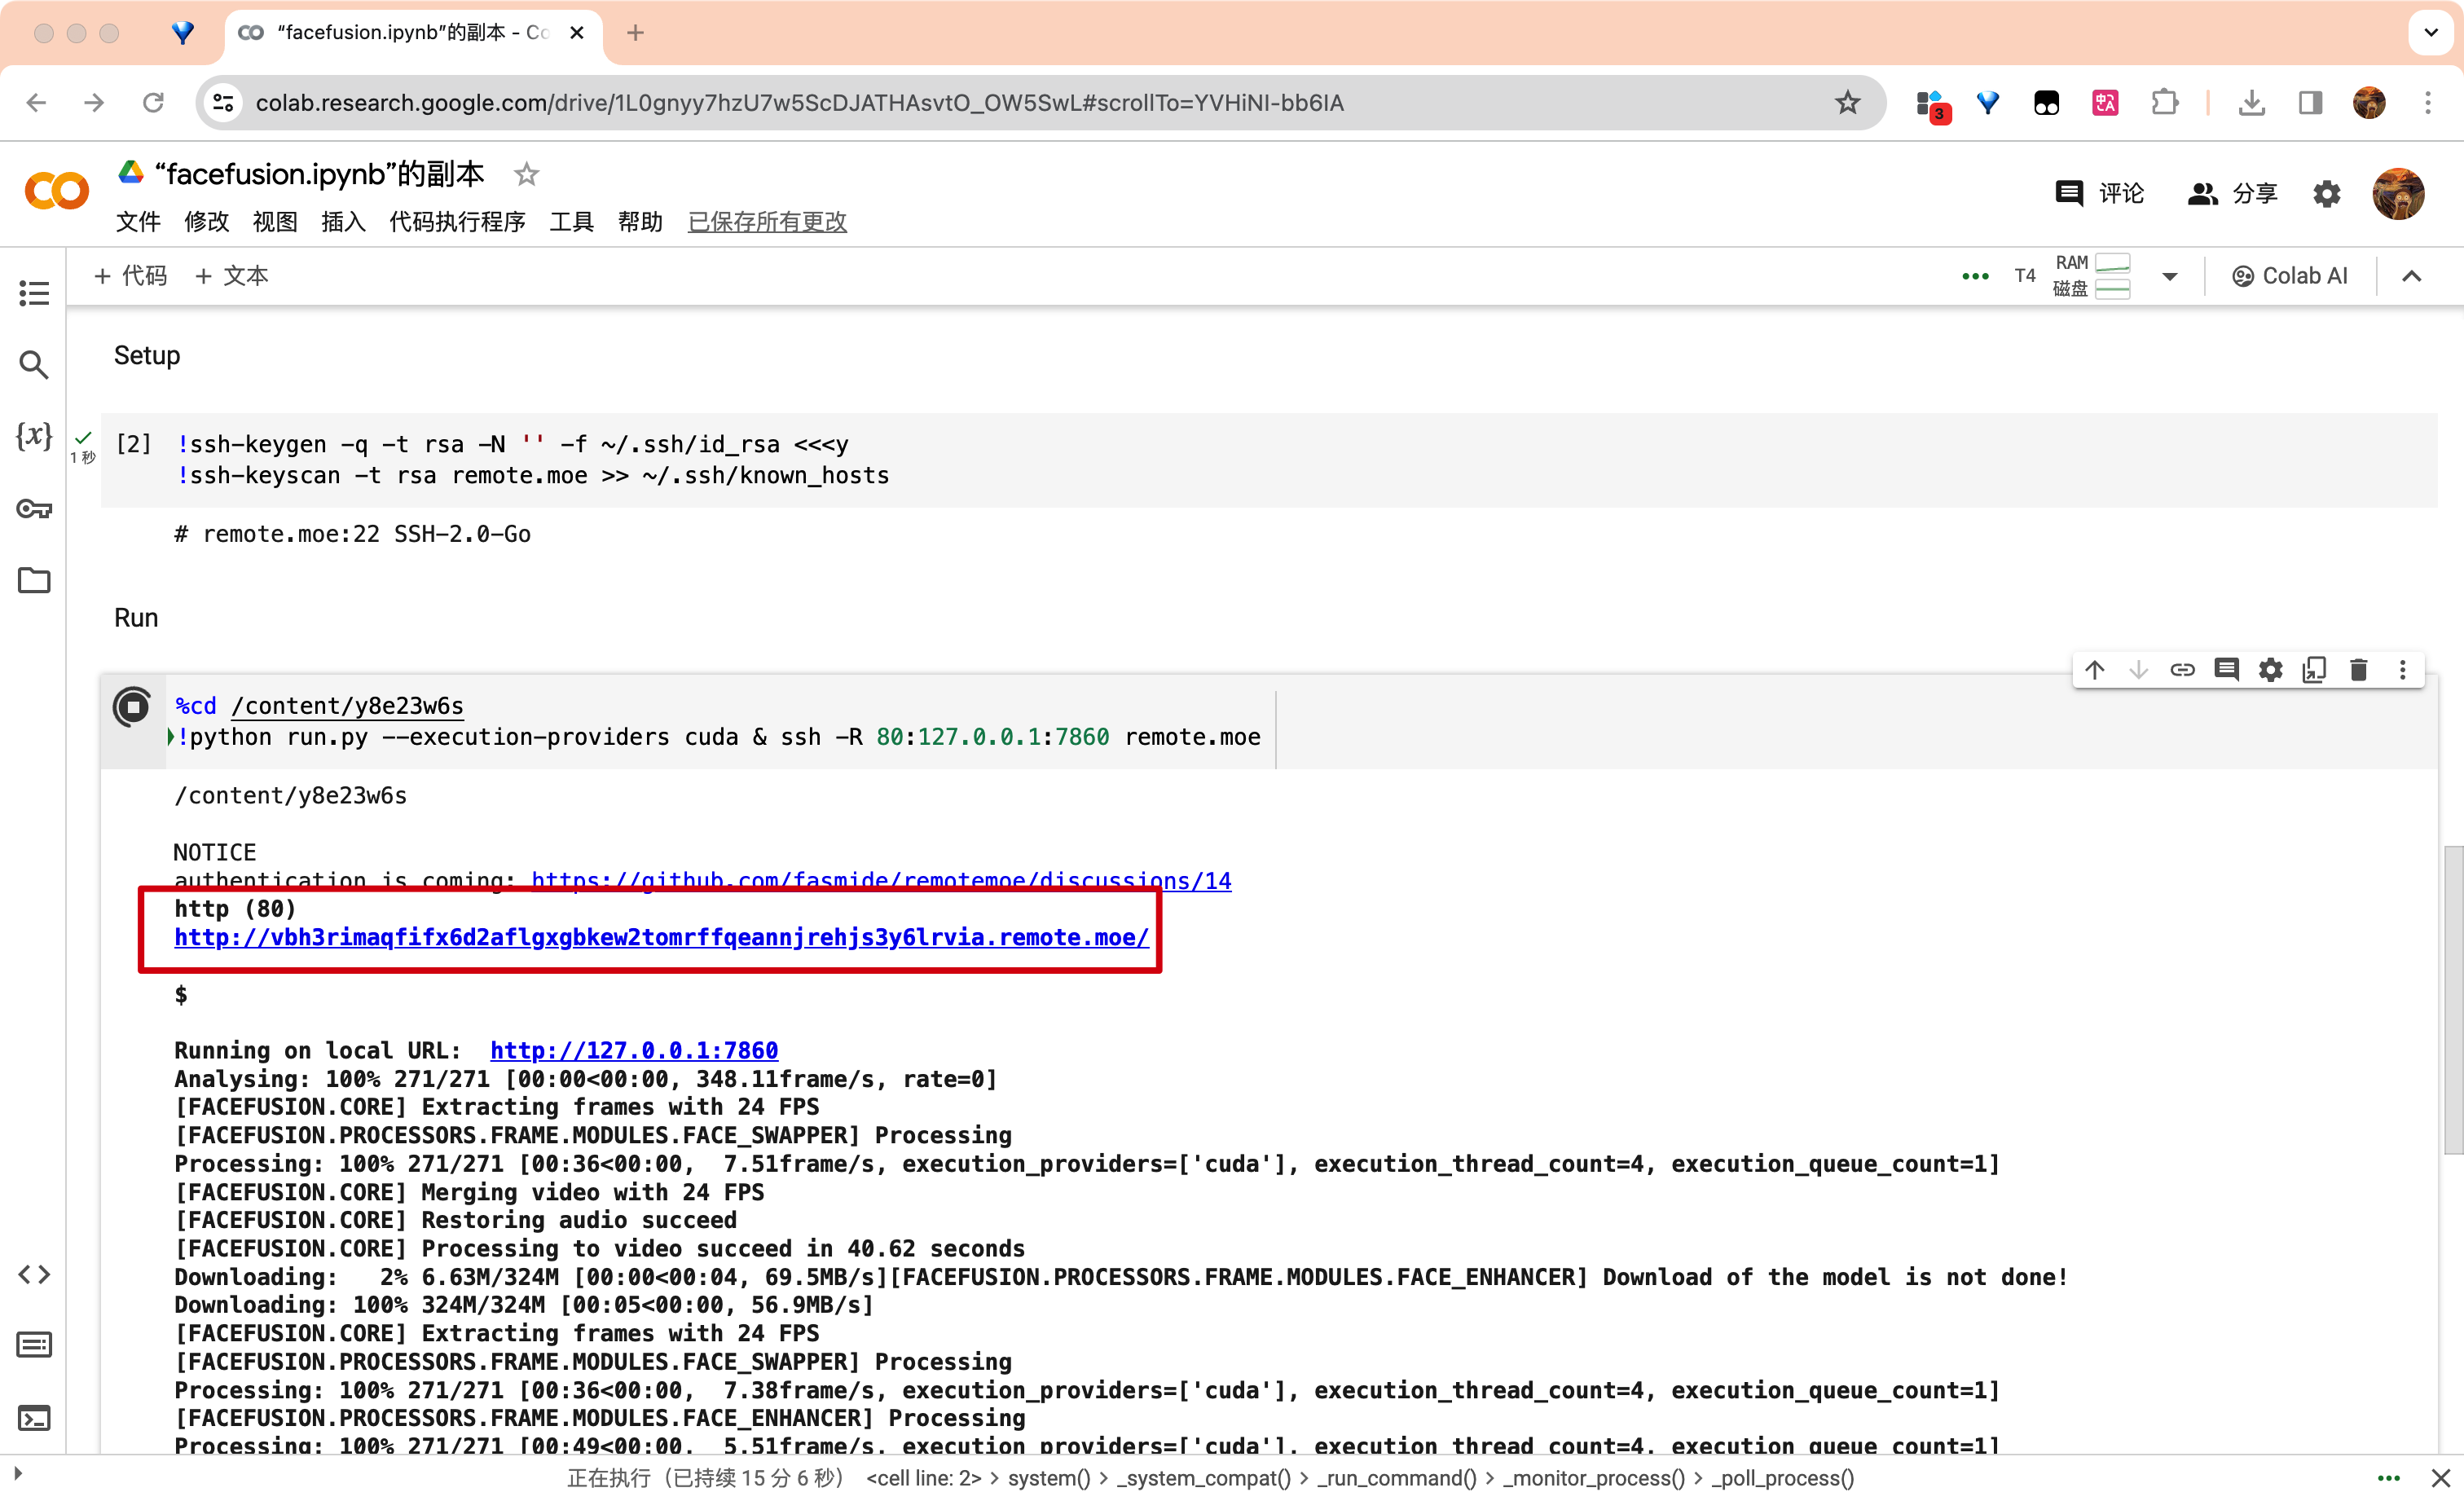 “facefusion.ipynb”的副本 - Co
colab.research.google.com/drive/1L0gnyy7hzU7w5ScDJATHAsvtO_OW5SwL#scrollTo=YVHiNI-bb6IA
3
“facefusion.ipynb”的副本
评论
分享
文件 修改 视图 插入 代码执行程序 工具 帮助 已保存所有更改
+ 代码 + 文本
T4
RAM
磁盘
Colab AI
Setup
[2] !ssh-keygen -q -t rsa -N '' -f ~/.ssh/id_rsa <<<y
1 秒
!ssh-keyscan -t rsa remote.moe >> ~/.ssh/known_hosts
# remote.moe:22 SSH-2.0-Go
Run
%cd /content/y8e23w6s
!python run.py --execution-providers cuda & ssh -R 80:127.0.0.1:7860 remote.moe
/content/y8e23w6s
NOTICE
authentication is coming: https://github.com/fasmide/remotemoe/discussions/14
http (80)
http://vbh3rimaqfifx6d2aflgxgbkew2tomrffqeannjrehjs3y6lrvia.remote.moe/
$
Running on local URL:  http://127.0.0.1:7860
Analysing: 100% 271/271 [00:00<00:00, 348.11frame/s, rate=0]
[FACEFUSION.CORE] Extracting frames with 24 FPS
[FACEFUSION.PROCESSORS.FRAME.MODULES.FACE_SWAPPER] Processing
Processing: 100% 271/271 [00:36<00:00,  7.51frame/s, execution_providers=['cuda'], execution_thread_count=4, execution_queue_count=1]
[FACEFUSION.CORE] Merging video with 24 FPS
[FACEFUSION.CORE] Restoring audio succeed
[FACEFUSION.CORE] Processing to video succeed in 40.62 seconds
Downloading:   2% 6.63M/324M [00:00<00:04, 69.5MB/s][FACEFUSION.PROCESSORS.FRAME.MODULES.FACE_ENHANCER] Download of the model is not done!
Downloading: 100% 324M/324M [00:05<00:00, 56.9MB/s]
[FACEFUSION.CORE] Extracting frames with 24 FPS
[FACEFUSION.PROCESSORS.FRAME.MODULES.FACE_SWAPPER] Processing
Processing: 100% 271/271 [00:36<00:00,  7.38frame/s, execution_providers=['cuda'], execution_thread_count=4, execution_queue_count=1]
[FACEFUSION.PROCESSORS.FRAME.MODULES.FACE_ENHANCER] Processing
Processing: 100% 271/271 [00:49<00:00,  5.51frame/s, execution_providers=['cuda'], execution_thread_count=4, execution_queue_count=1]
正在执行（已持续 15 分 6 秒） <cell line: 2> > system() > _system_compat() > _run_command() > _monitor_process() > _poll_process()